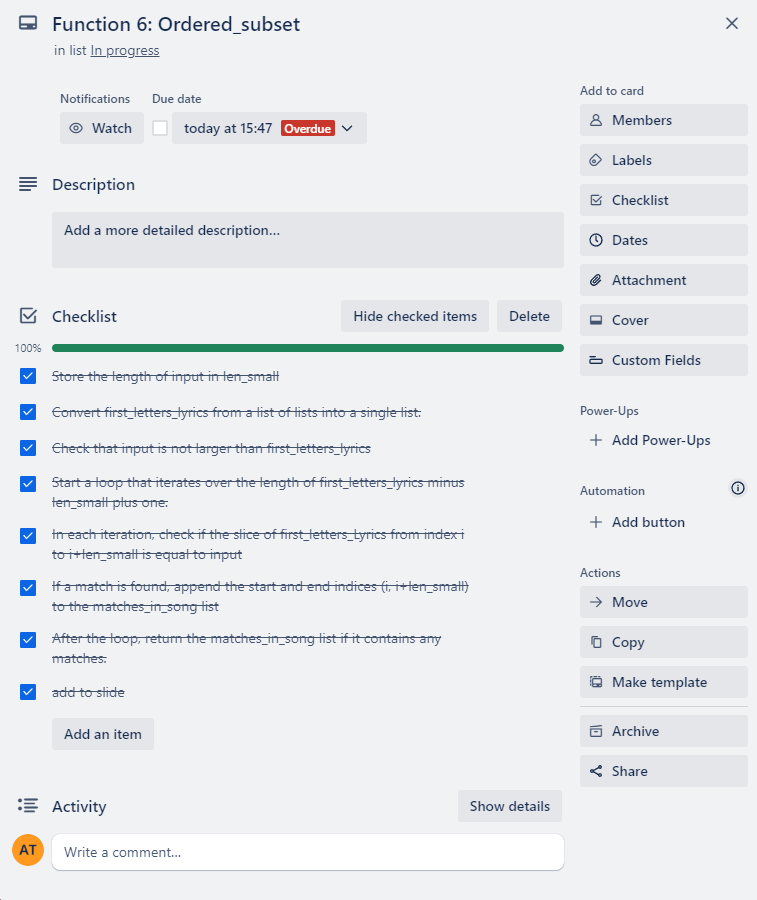 Function 6: Ordered_subset
in list In progress
Notifications
Due date
Watch
today at 15:47
Overdue
Description
Add a more detailed description...
Checklist
Hide checked items
Delete
100%
Store the length of input in len_small
Convert first_letters_lyrics from a list of lists into a single list.
Check that input is not larger than first_letters_lyrics
Start a loop that iterates over the length of first_letters_lyrics minus
len_small plus one.
In each iteration, check if the slice of first_letters_Lyrics from index i
to i+len_small is equal to input
If a match is found, append the start and end indices (i, i+len_small)
to the matches_in_song list
After the loop, return the matches_in_song list if it contains any
matches.
add to slide
Add an item
Activity
Show details
AT
Write a comment...
Add to card
Members
Labels
Checklist
Dates
Attachment
Cover
Custom Fields
Power-Ups
Add Power-Ups
Automation
Add button
Actions
Move
Copy
Make template
Archive
Share